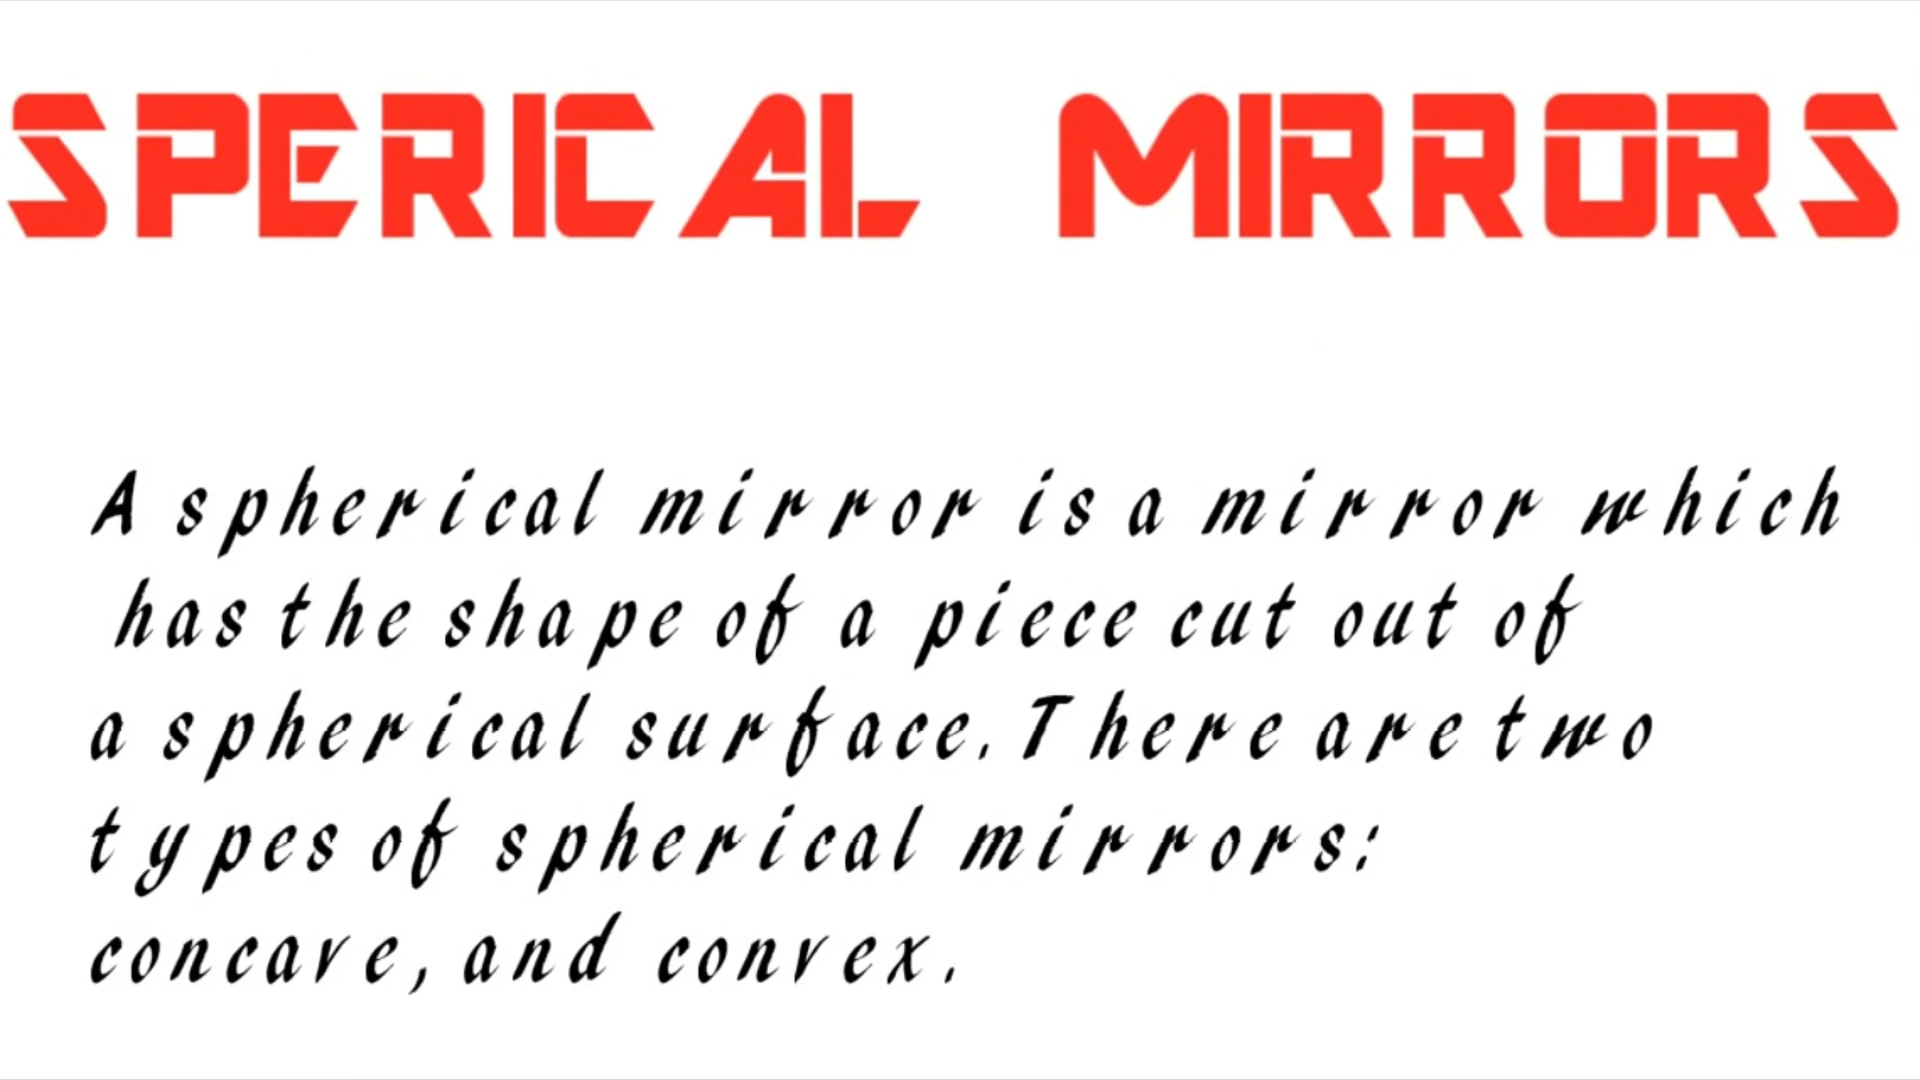 SPERICAL MIRRORS
A spherical mirror is a mirror which
has the shape of a piece cut out of
a spherical surface. There are two
types of spherical mirrors:
concave, and convex.